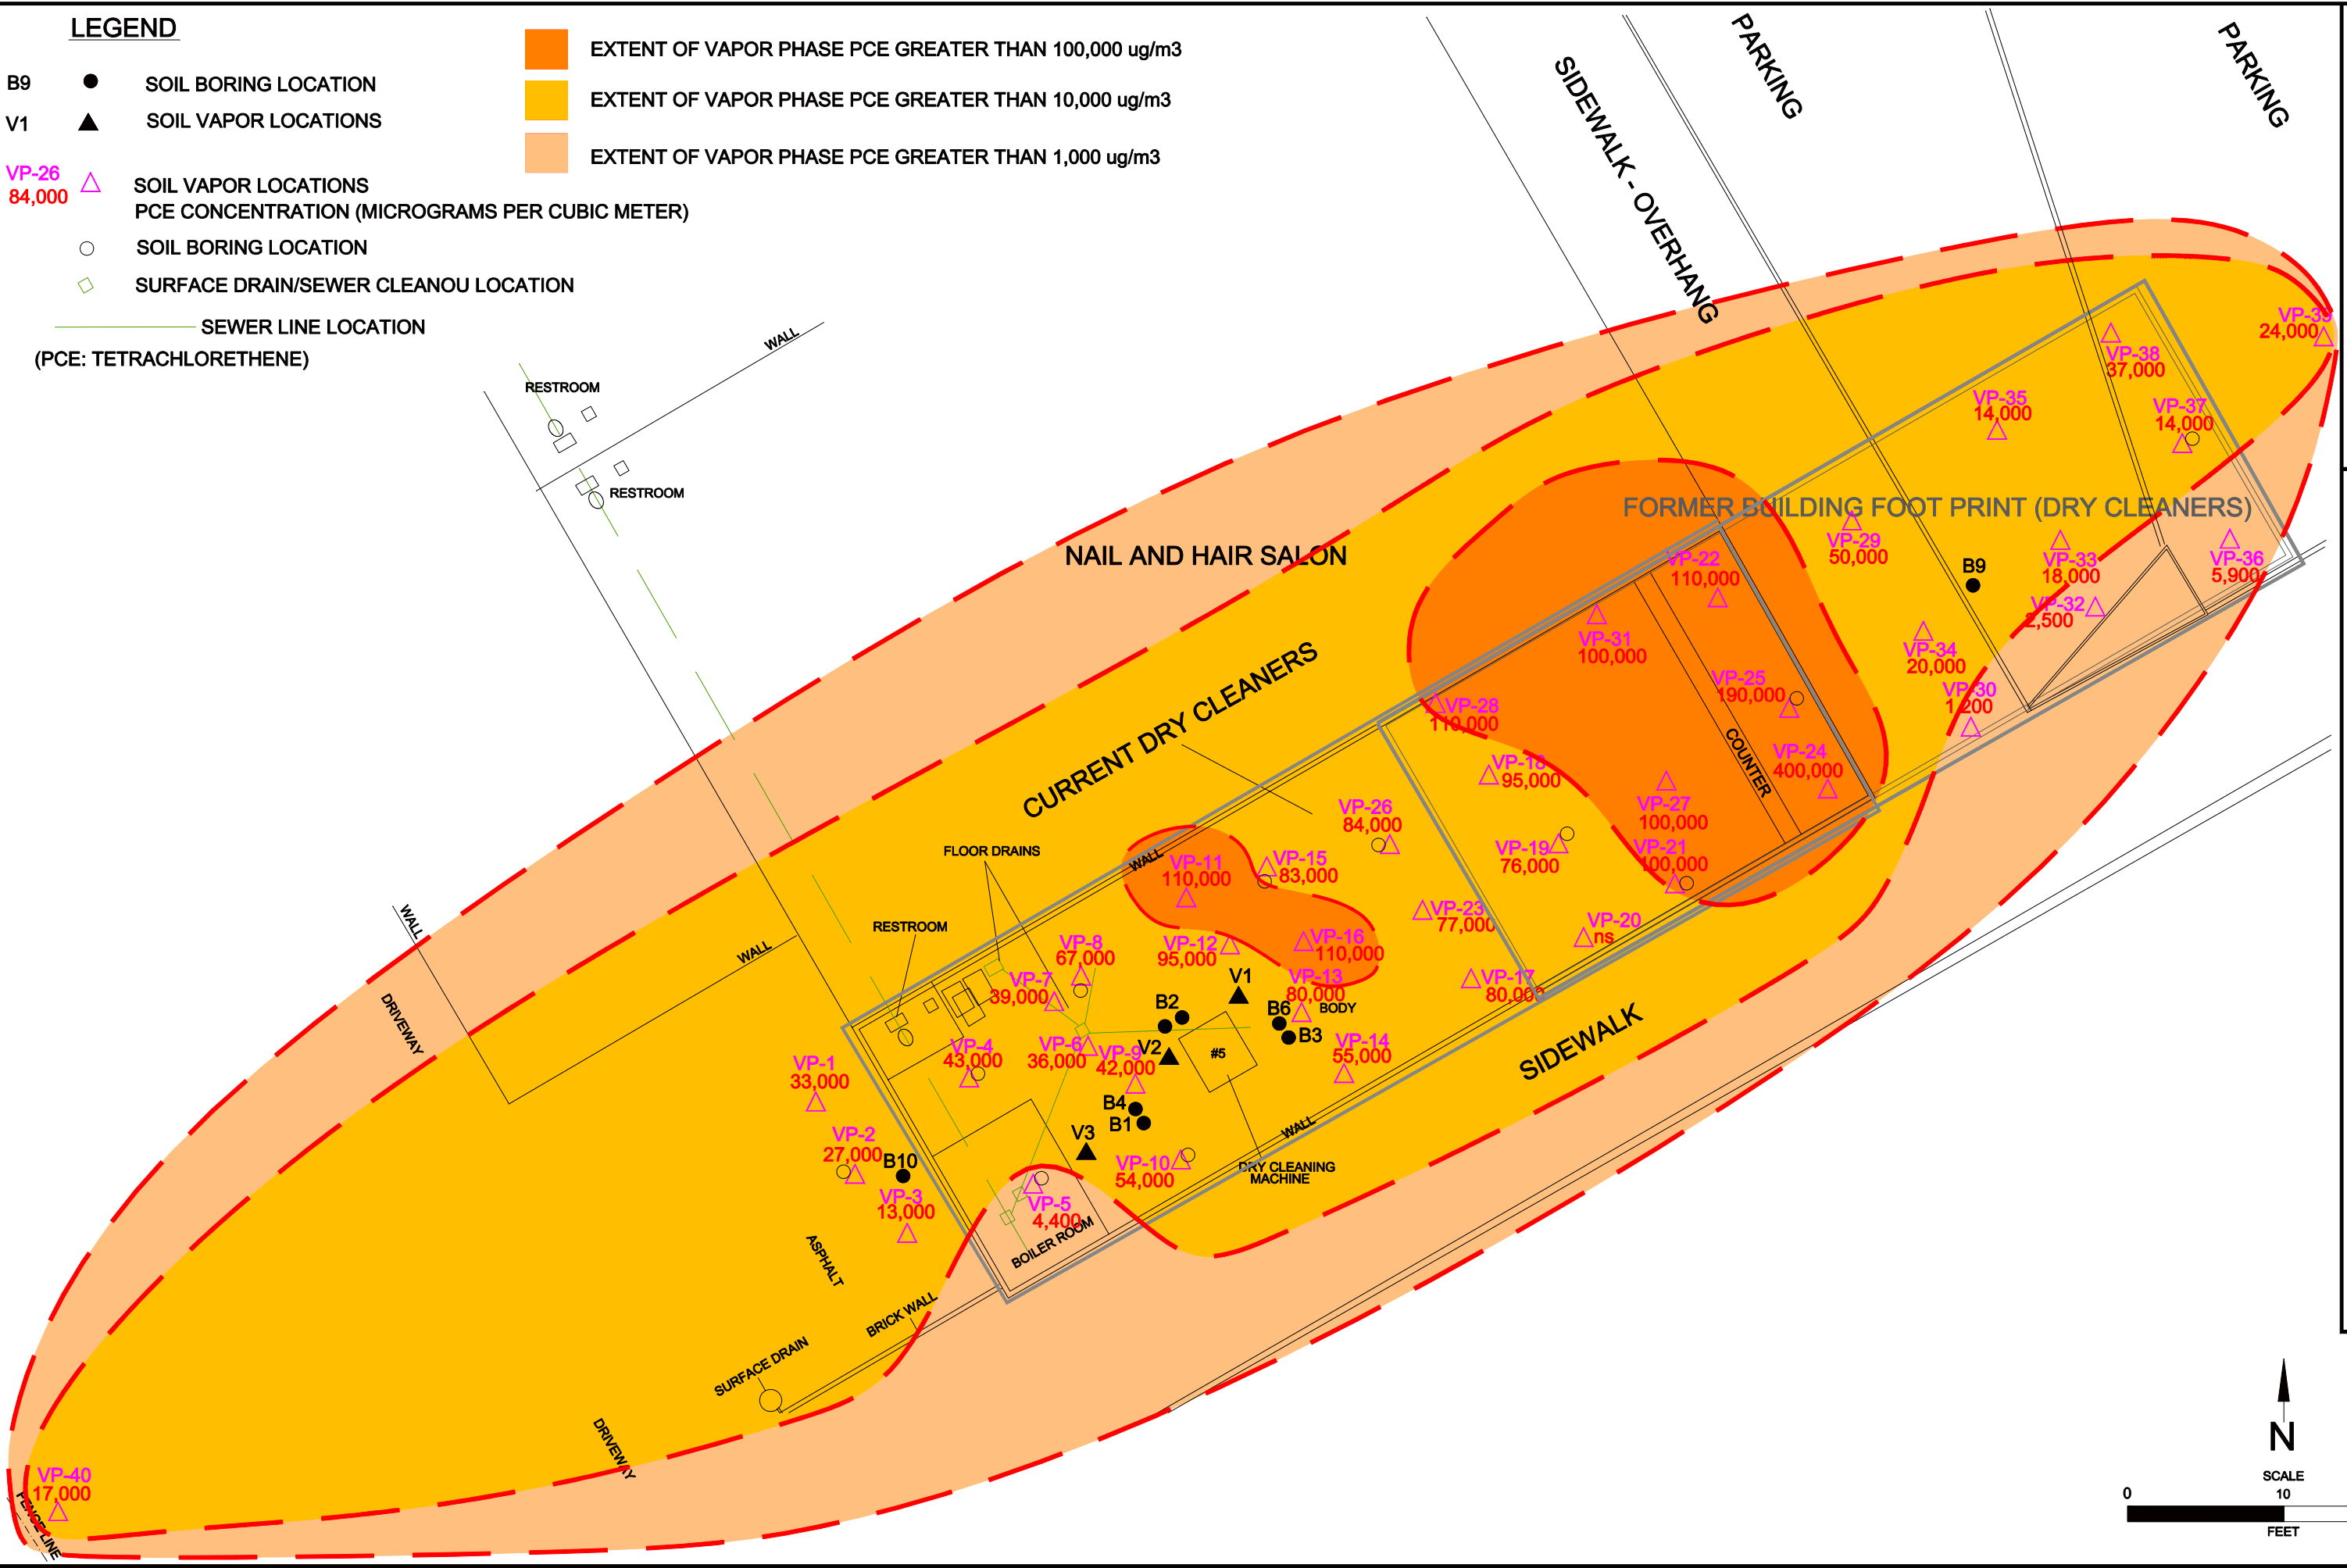 LEGEND
B9 SOIL BORING LOCATION
V1 SOIL VAPOR LOCATIONS
VP-26
84,000
SOIL VAPOR LOCATIONS
PCE CONCENTRATION (MICROGRAMS PER CUBIC METER)
SOIL BORING LOCATION
SURFACE DRAIN/SEWER CLEANOU LOCATION
SEWER LINE LOCATION
(PCE: TETRACHLORETHENE)
EXTENT OF VAPOR PHASE PCE GREATER THAN 100,000 ug/m3
EXTENT OF VAPOR PHASE PCE GREATER THAN 10,000 ug/m3
EXTENT OF VAPOR PHASE PCE GREATER THAN 1,000 ug/m3
SIDEWALK - OVERHANG
PARKING
PARKING
WALL
RESTROOM
RESTROOM
NAIL AND HAIR SALON
FORMER BUILDING FOOT PRINT (DRY CLEANERS)
CURRENT DRY CLEANERS
VP-39
24,000
VP-38
37,000
VP-35
14,000
VP-37
14,000
VP-29
50,000
B9
VP-33
18,000
VP-36
5,900
VP-32
2,500
VP-34
20,000
VP-30
1,200
VP-22
110,000
VP-31
100,000
VP-25
190,000
VP-28
110,000
COUNTER
VP-24
400,000
VP-18
95,000
VP-27
100,000
VP-26
84,000
VP-19
76,000
VP-21
100,000
VP-20
ns
VP-23
77,000
VP-17
80,000
FLOOR DRAINS
WALL
VP-11
110,000
VP-15
83,000
VP-16
110,000
VP-12
95,000
VP-13
80,000
BODY
RESTROOM
VP-8
67,000
VP-7
39,000
V1
B2
B6
B3
V2
#5
VP-14
55,000
VP-4
43,000
VP-6
36,000
VP-9
42,000
B4
B1
V3
VP-10
54,000
WALL
DRY CLEANING
MACHINE
SIDEWALK
WALL
WALL
DRIVEWAY
VP-1
33,000
VP-2
27,000
B10
VP-3
13,000
VP-5
4,400
BOILER ROOM
ASPHALT
BRICK WALL
SURFACE DRAIN
DRIVEWAY
VP-40
17,000
FENCE LINE
N
SCALE
0 10
FEET